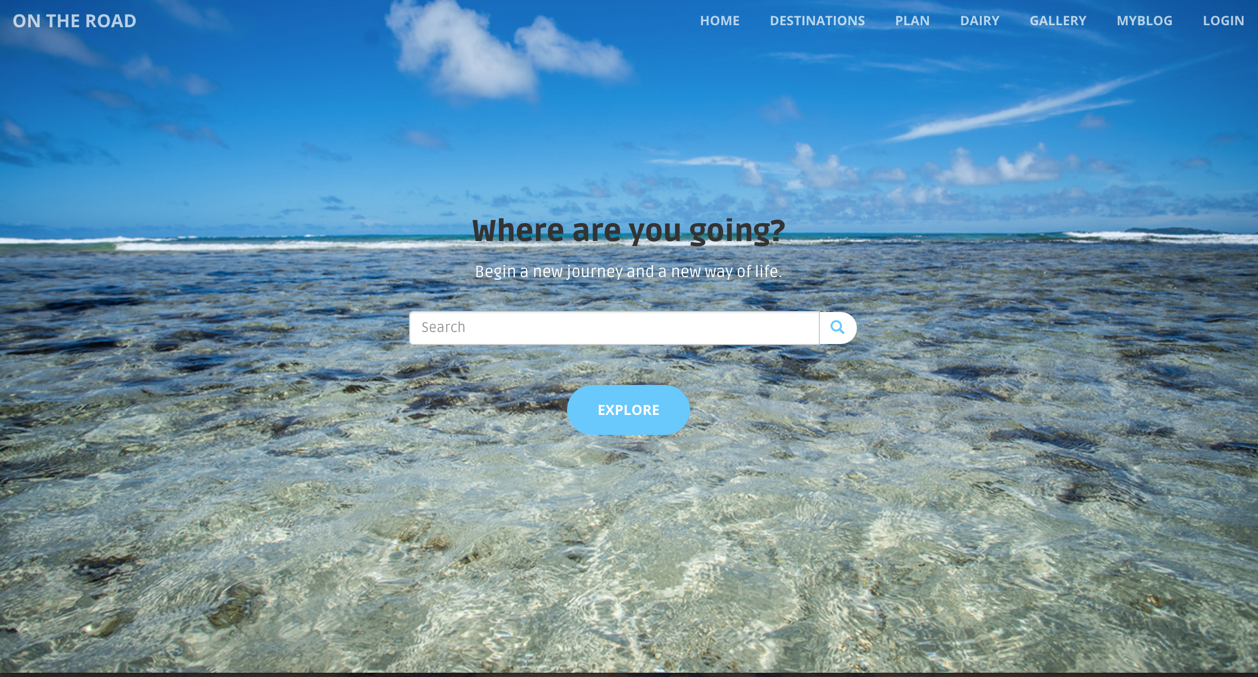 ON THE ROAD
HOME DESTINATIONS PLAN DAIRY GALLERY MYBLOG LOGIN
Where are you going?
Begin a new journey and a new way of life.
Search
EXPLORE